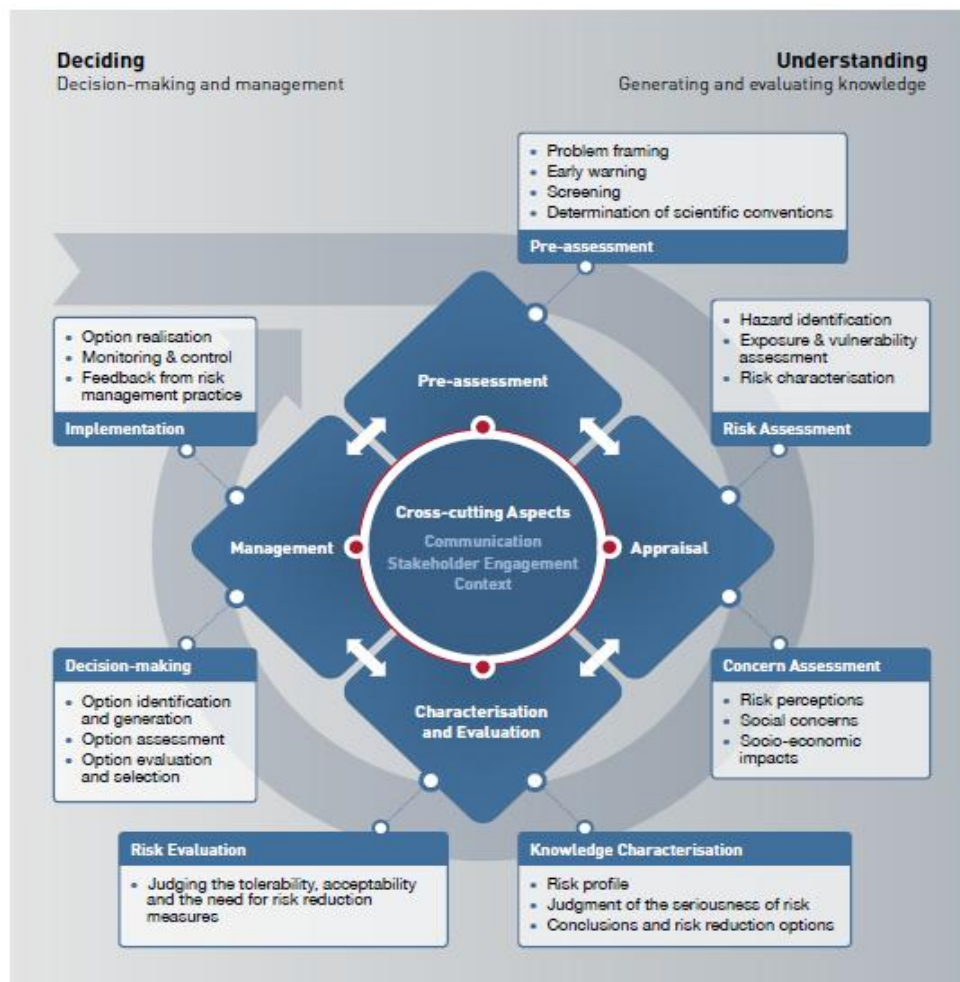 Deciding
Decision-making and management
Understanding
Generating and evaluating knowledge
• Problem framing
• Early warning
• Screening
• Determination of scientific conventions
Pre-assessment
• Option realisation
• Monitoring & control
• Feedback from risk
management practice
Implementation
• Hazard identification
• Exposure & vulnerability
assessment
• Risk characterisation
Risk Assessment
Pre-assessment
Cross-cutting Aspects
Communication
Stakeholder Engagement
Context
Management
Appraisal
Characterisation
and Evaluation
Decision-making
• Option identification
and generation
• Option assessment
• Option evaluation
and selection
Concern Assessment
• Risk perceptions
• Social concerns
• Socio-economic
impacts
Risk Evaluation
• Judging the tolerability, acceptability
and the need for risk reduction
measures
Knowledge Characterisation
• Risk profile
• Judgment of the seriousness of risk
• Conclusions and risk reduction options